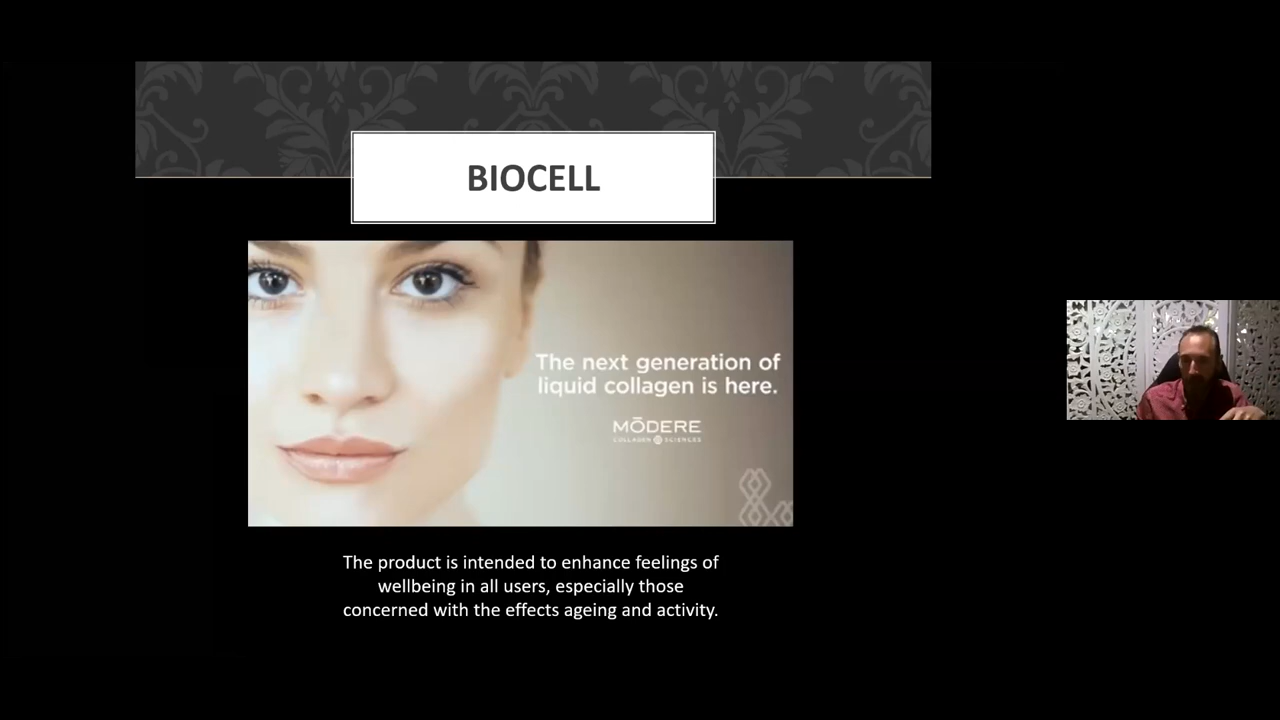 BIOCELL
The next generation of
liquid collagen is here.
MŌDERE
COLLAGEN SCIENCES
The product is intended to enhance feelings of
wellbeing in all users, especially those
concerned with the effects ageing and activity.